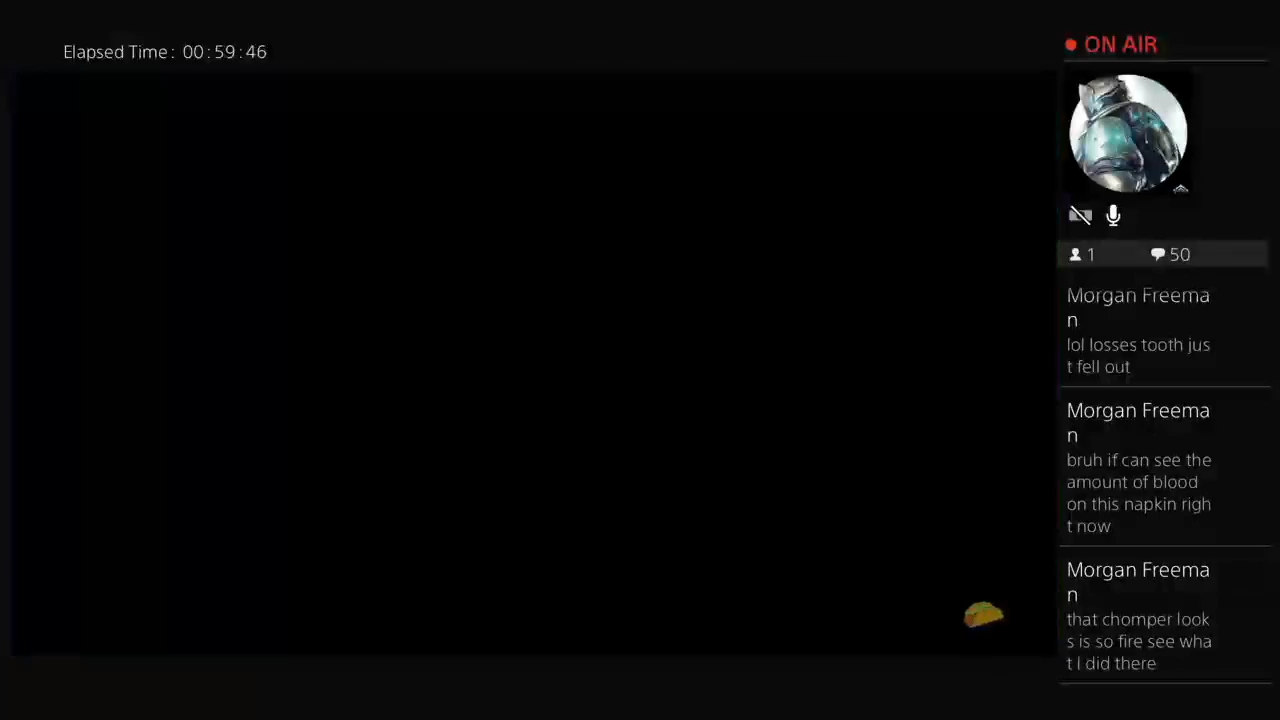 Elapsed Time: 00:59:46
ON AIR
1 50
Morgan Freema
n
lol losses tooth jus
t fell out
Morgan Freema
n
bruh if can see the
amount of blood
on this napkin righ
t now
Morgan Freema
n
that chomper look
s is so fire see wha
t I did there